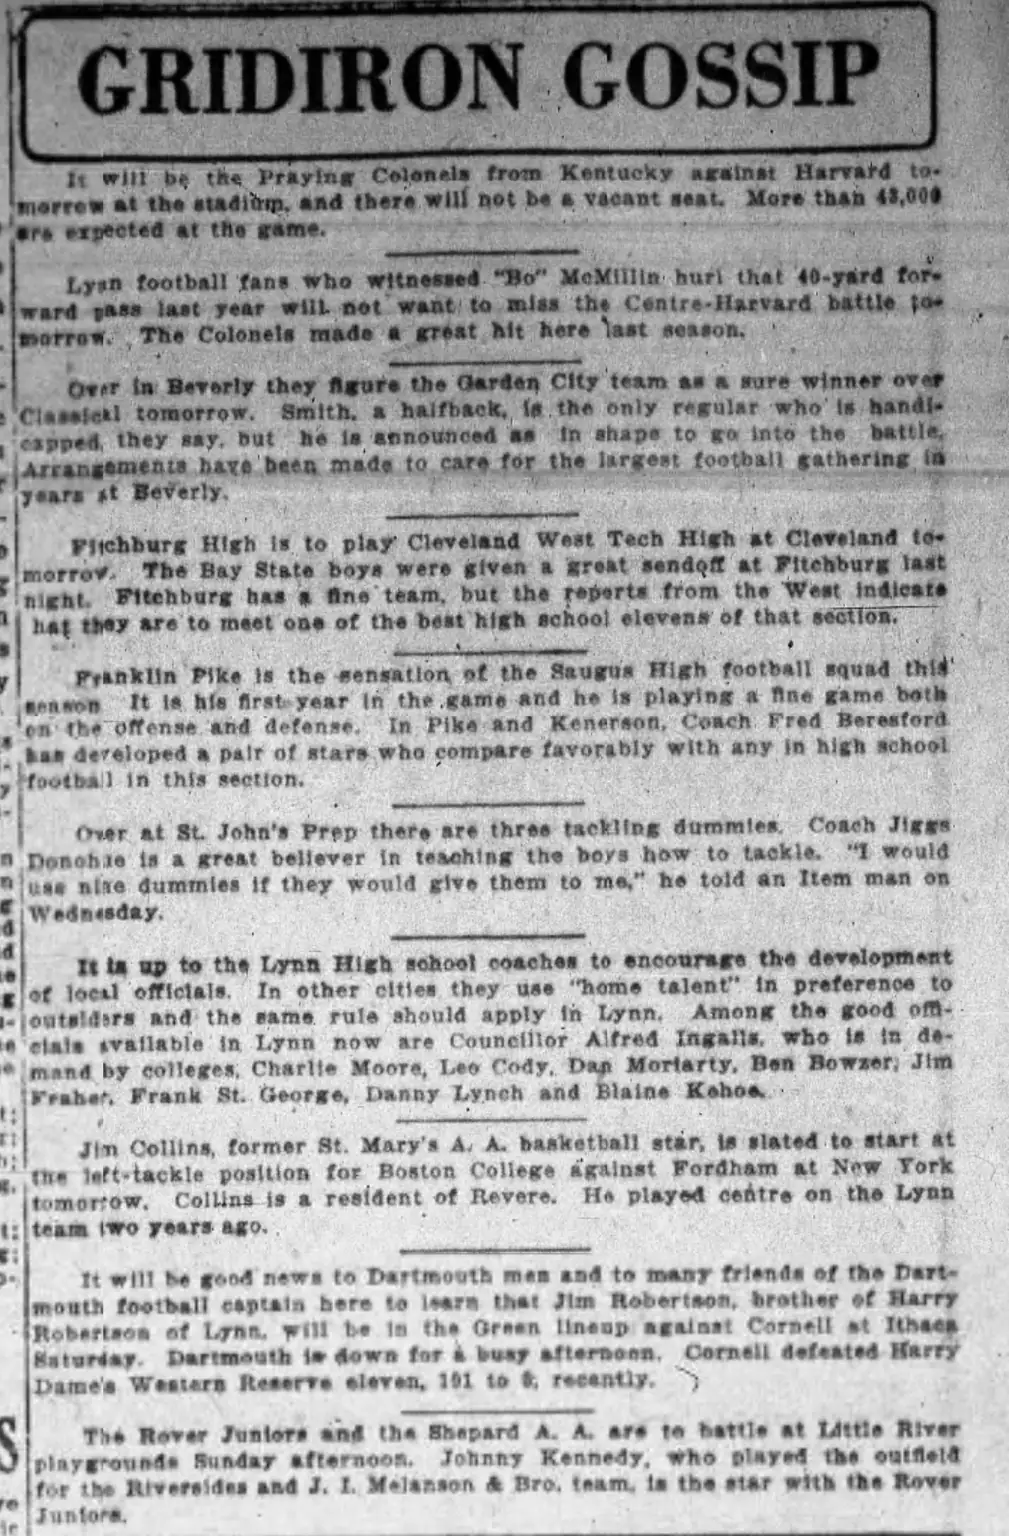 GRIDIRON GOSSIP
It will be the Praying Colonels from Kentucky against Harvard to-
morrow at the stadium, and there will not be a vacant seat. More than 43,000
are expected at the game.
Lynn football fans who witnessed "Bo" McMillin hurl that 40-yard for-
ward pass last year will not want to miss the Centre-Harvard battle to-
morrow. The Colonels made a great hit here last season.
Over in Beverly they figure the Garden City team as a sure winner over
Classical tomorrow. Smith, a halfback, is the only regular who is handi-
capped, they say, but he is announced as in shape to go into the battle.
Arrangements have been made to care for the largest football gathering in
years at Beverly.
Fitchburg High is to play Cleveland West Tech High at Cleveland to-
morrow. The Bay State boys were given a great sendoff at Fitchburg last
night. Fitchburg has a fine team, but the reports from the West indicate
hat they are to meet one of the best high school elevens of that section.
Franklin Pike is the sensation of the Saugus High football squad this
season It is his first year in the game and he is playing a fine game both
on the offense and defense. In Pike and Kenerson, Coach Fred Beresford
has developed a pair of stars who compare favorably with any in high school
football in this section.
Over at St. John's Prep there are three tackling dummies. Coach Jiggs
Donohue is a great believer in teaching the boys how to tackle. "I would
use nine dummies if they would give them to me," he told an Item man on
Wednesday.
It is up to the Lynn High school coaches to encourage the development
of local officials. In other cities they use "home talent" in preference to
outsiders and the same rule should apply in Lynn. Among the good offi-
cials available in Lynn now are Councillor Alfred Ingalls, who is in de-
mand by colleges, Charlie Moore, Leo Cody, Dan Moriarty, Ben Bowzer, Jim
Fraher, Frank St. George, Danny Lynch and Blaine Kehoe.
Jim Collins, former St. Mary's A. A. basketball star, is slated to start at
the left-tackle position for Boston College against Fordham at New York
tomorrow. Collins is a resident of Revere. He played centre on the Lynn
team two years ago.
It will be good news to Dartmouth men and to many friends of the Dart-
mouth football captain here to learn that Jim Robertson, brother of Harry
Robertson of Lynn, will be in the Green lineup against Cornell at Ithaca
Saturday. Dartmouth is down for a busy afternoon. Cornell defeated Harry
Dame's Western Reserve eleven, 101 to recently.
The Rover Juniors and the Shepard A. A. are to battle at Little River
playgrounds Sunday afternoon. Johnny Kennedy, who played the outfield
for the Riversides and J. I. Melanson & Bro. team, is the star with the Rover
Juniors.